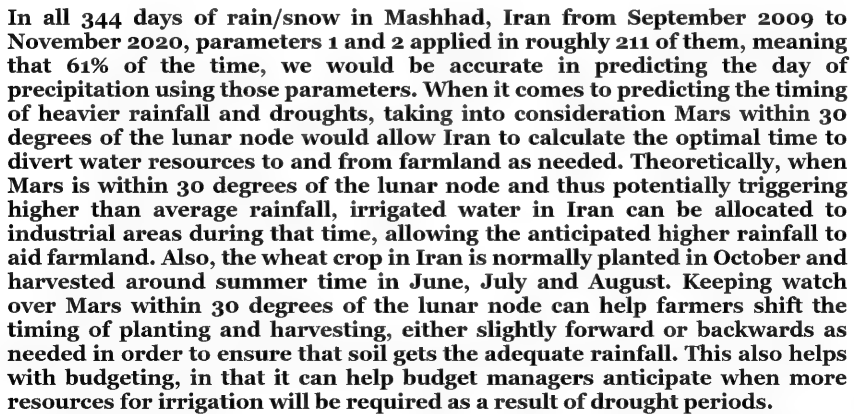 In all 344 days of rain/snow in Mashhad, Iran from September 2009 to
November 2020, parameters 1 and 2 applied in roughly 211 of them, meaning
that 61% of the time, we would be accurate in predicting the day of
precipitation using those parameters. When it comes to predicting the timing
of heavier rainfall and droughts, taking into consideration Mars within 30
degrees of the lunar node would allow Iran to calculate the optimal time to
divert water resources to and from farmland as needed. Theoretically, when
Mars is within 30 degrees of the lunar node and thus potentially triggering
higher than average rainfall, irrigated water in Iran can be allocated to
industrial areas during that time, allowing the anticipated higher rainfall to
aid farmland. Also, the wheat crop in Iran is normally planted in October and
harvested around summer time in June, July and August. Keeping watch
over Mars within 30 degrees of the lunar node can help farmers shift the
timing of planting and harvesting, either slightly forward or backwards as
needed in order to ensure that soil gets the adequate rainfall. This also helps
with budgeting, in that it can help budget managers anticipate when more
resources for irrigation will be required as a result of drought periods.